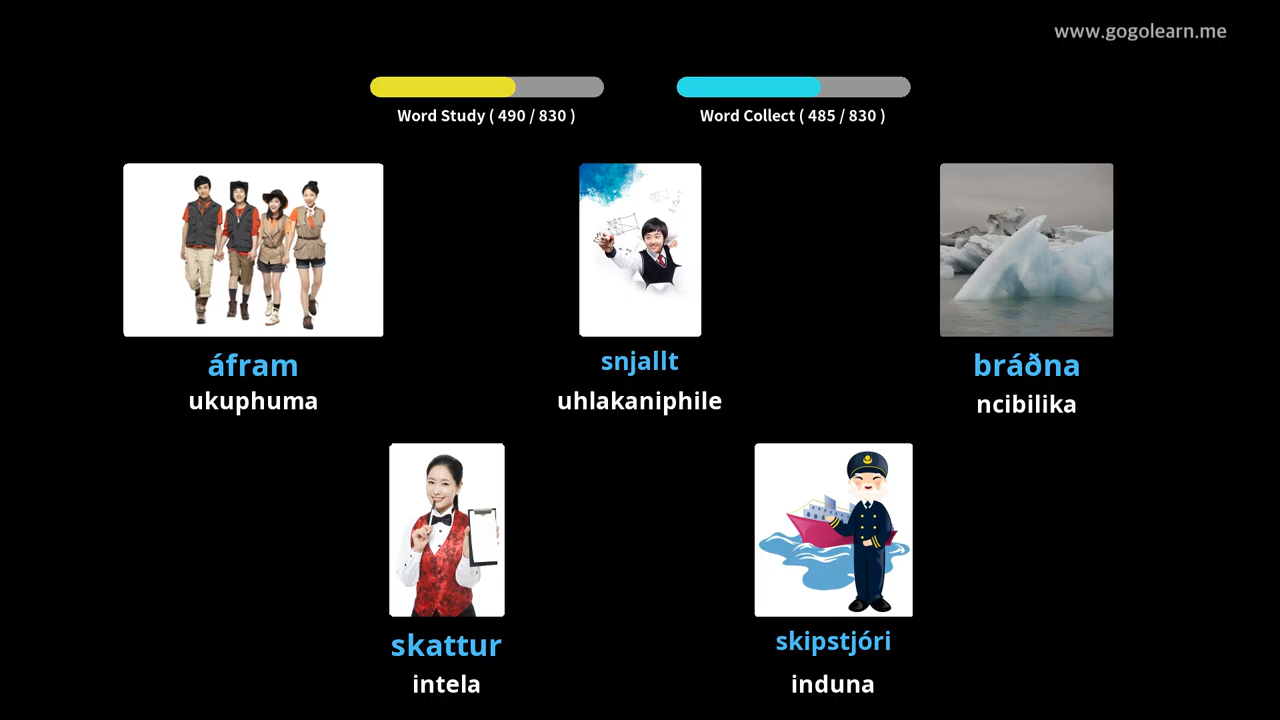 www.gogolearn.me
Word Study ( 490 / 830 )
Word Collect ( 485 / 830 )
áfram
ukuphuma
snjallt
uhlakaniphile
bráðna
ncibilika
skattur
intela
skipstjóri
induna